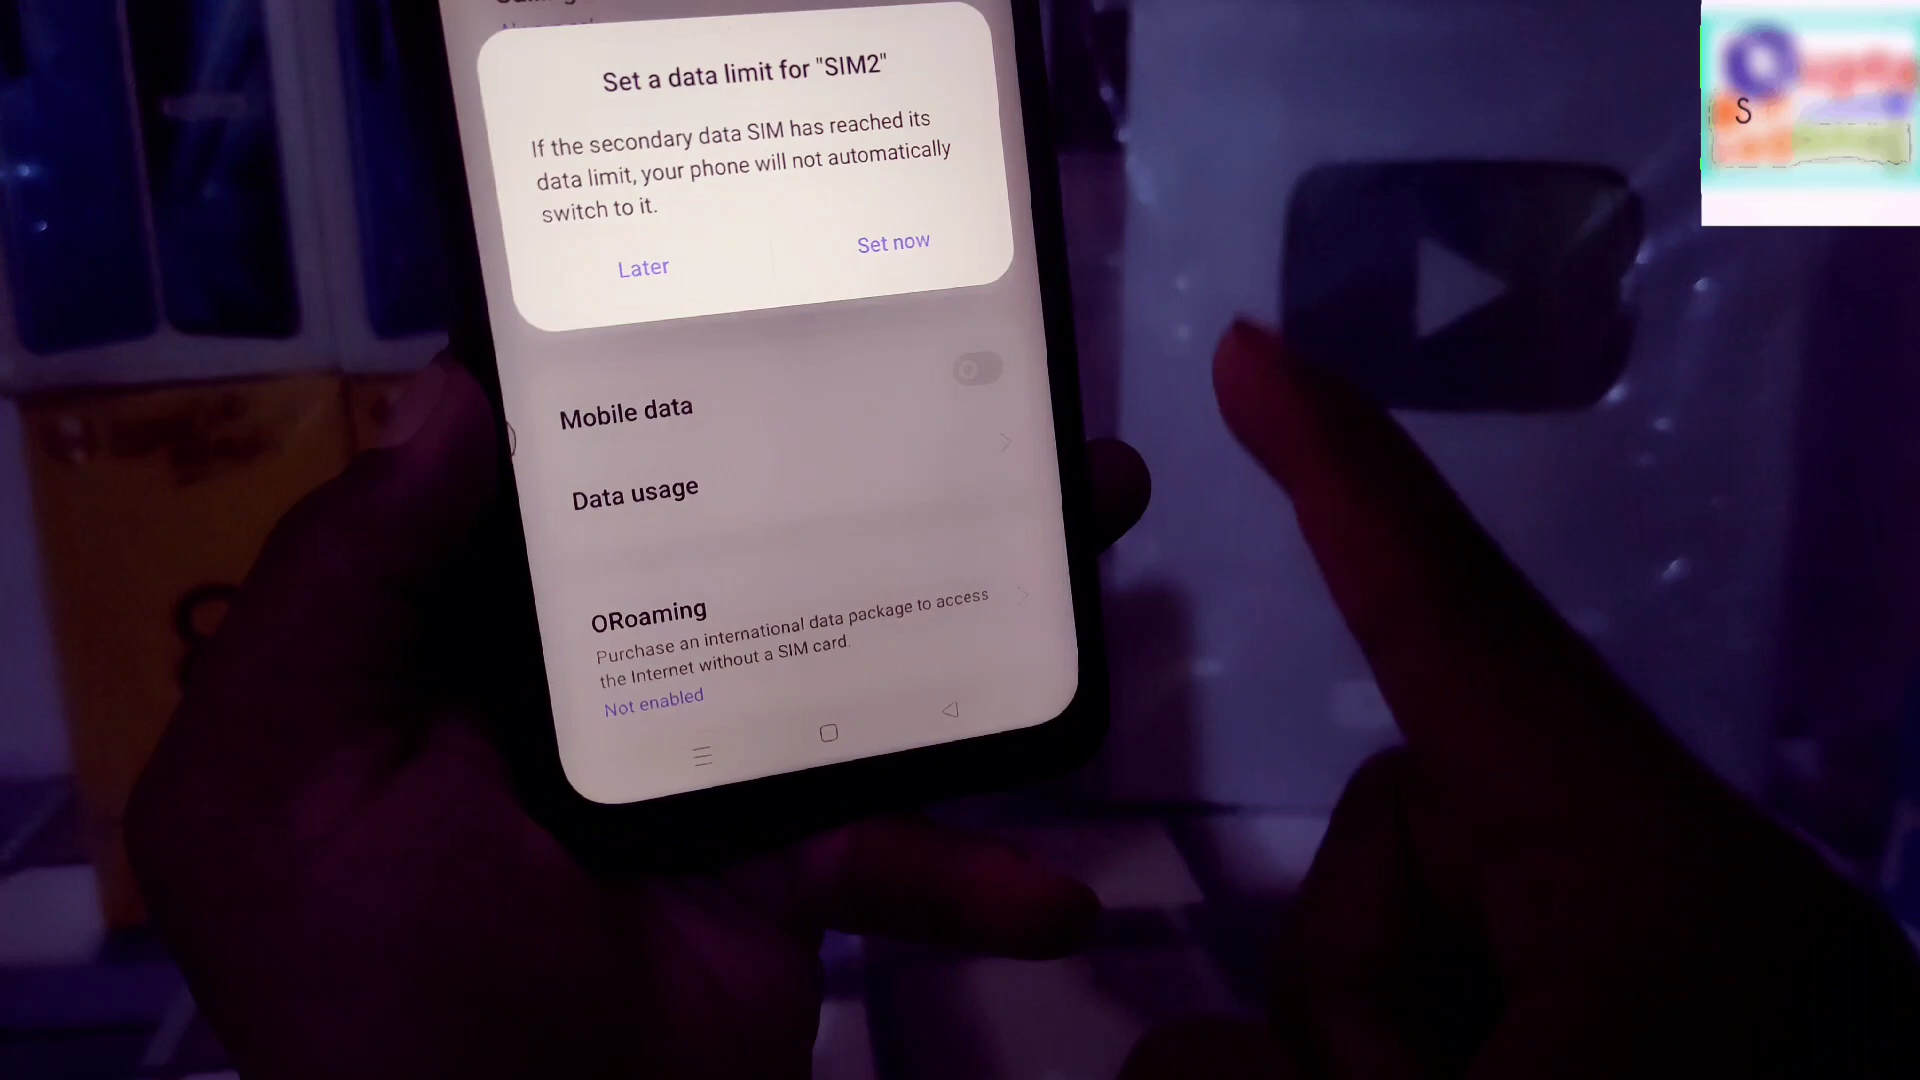 Set a data limit for "SIM2"
If the secondary data SIM has reached its
data limit, your phone will not automatically
switch to it.
Later
Set now
Mobile data
Data usage
ORoaming
Purchase an international data package to access
the Internet without a SIM card.
Not enabled
S